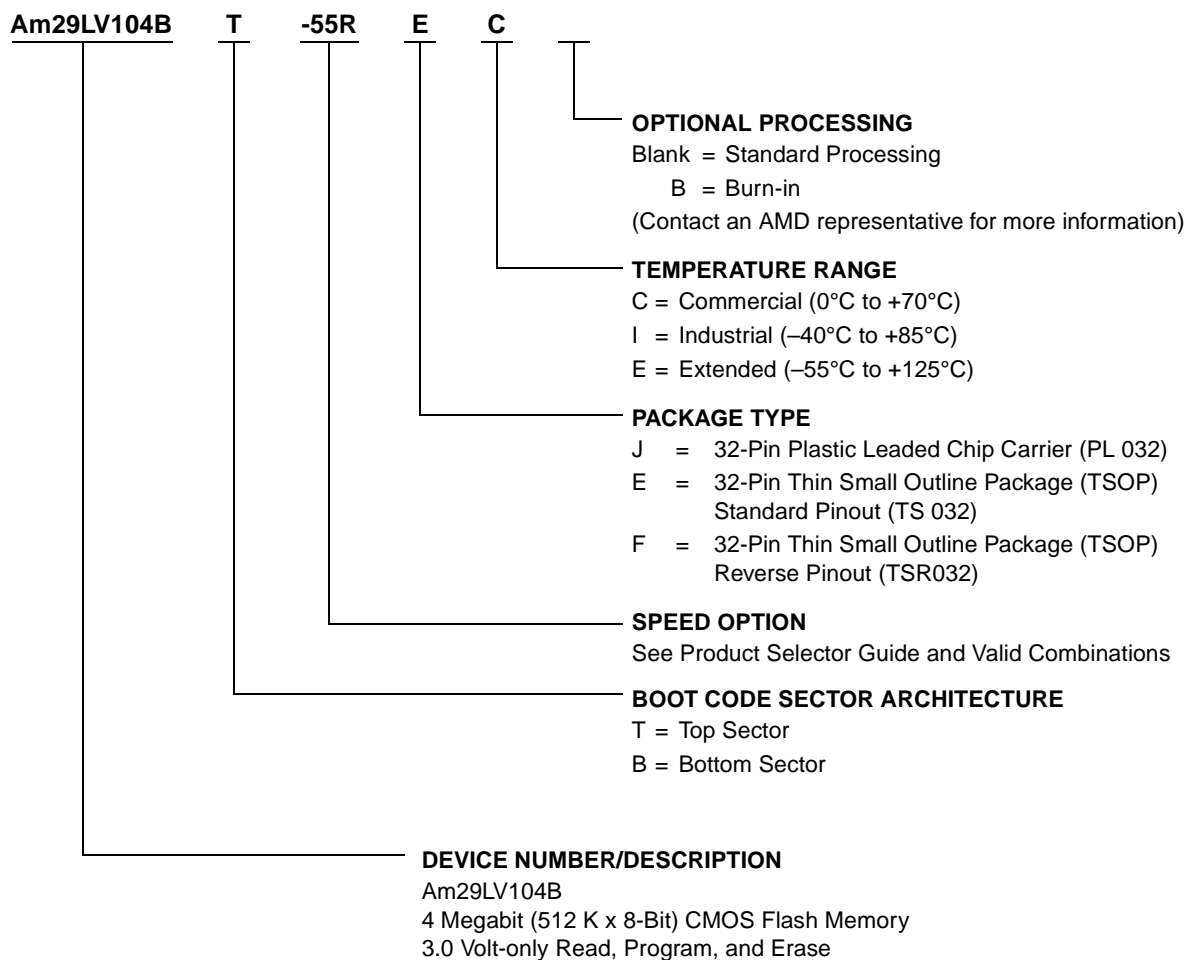 Am29LV104B T -55R E C
OPTIONAL PROCESSING
Blank = Standard Processing
B = Burn-in
(Contact an AMD representative for more information)
TEMPERATURE RANGE
C = Commercial (0°C to +70°C)
I = Industrial (–40°C to +85°C)
E = Extended (–55°C to +125°C)
PACKAGE TYPE
J = 32-Pin Plastic Leaded Chip Carrier (PL 032)
E = 32-Pin Thin Small Outline Package (TSOP)
Standard Pinout (TS 032)
F = 32-Pin Thin Small Outline Package (TSOP)
Reverse Pinout (TSR032)
SPEED OPTION
See Product Selector Guide and Valid Combinations
BOOT CODE SECTOR ARCHITECTURE
T = Top Sector
B = Bottom Sector
DEVICE NUMBER/DESCRIPTION
Am29LV104B
4 Megabit (512 K x 8-Bit) CMOS Flash Memory
3.0 Volt-only Read, Program, and Erase